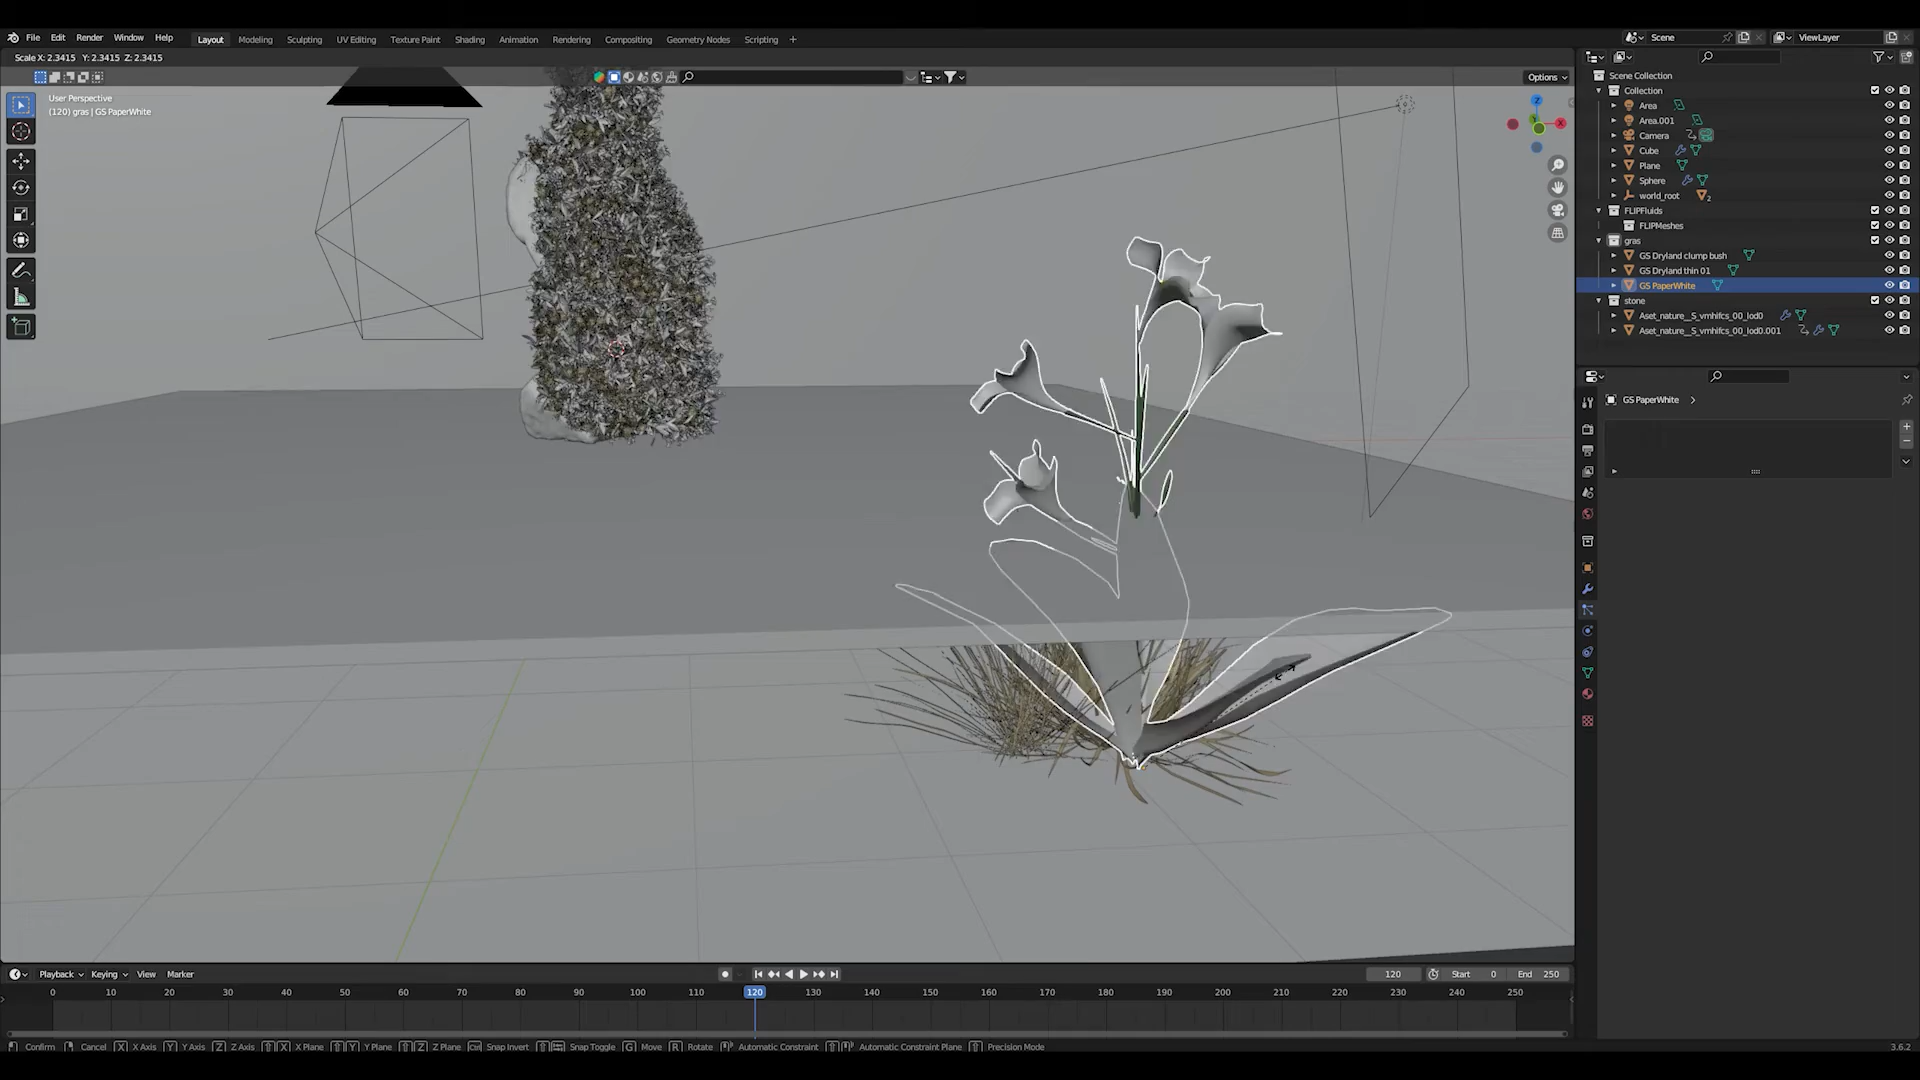 File Edit Render Window Help Layout Modeling Sculpting UV Editing Texture Paint Shading Animation Rendering Compositing Geometry Nodes Scripting + Scene ViewLayer
Scale X: 2.3415 Y: 2.3415 Z: 2.3415
Options
User Perspective
(120) gras | GS PaperWhite
Z
X
Scene Collection
Collection
Area
Area.001
Camera
Cube
Plane
Sphere
world_root 2
FLIPFluids
FLIPMeshes
gras
GS Dryland clump bush
GS Dryland thin 01
GS PaperWhite
stone
Aset_nature__S_vmhifcs_00_lod0
Aset_nature__S_vmhifcs_00_lod0.001
GS PaperWhite
Playback Keying View Marker 120 Start 0 End 250
0 10 20 30 40 50 60 70 80 90 100 110 120 130 140 150 160 170 180 190 200 210 220 230 240 250
Confirm Cancel X X Axis Y Y Axis Z Z Axis X X Plane Y Y Plane Z Z Plane Ctrl Snap Invert Snap Toggle G Move R Rotate Automatic Constraint Automatic Constraint Plane Precision Mode 3.6.2